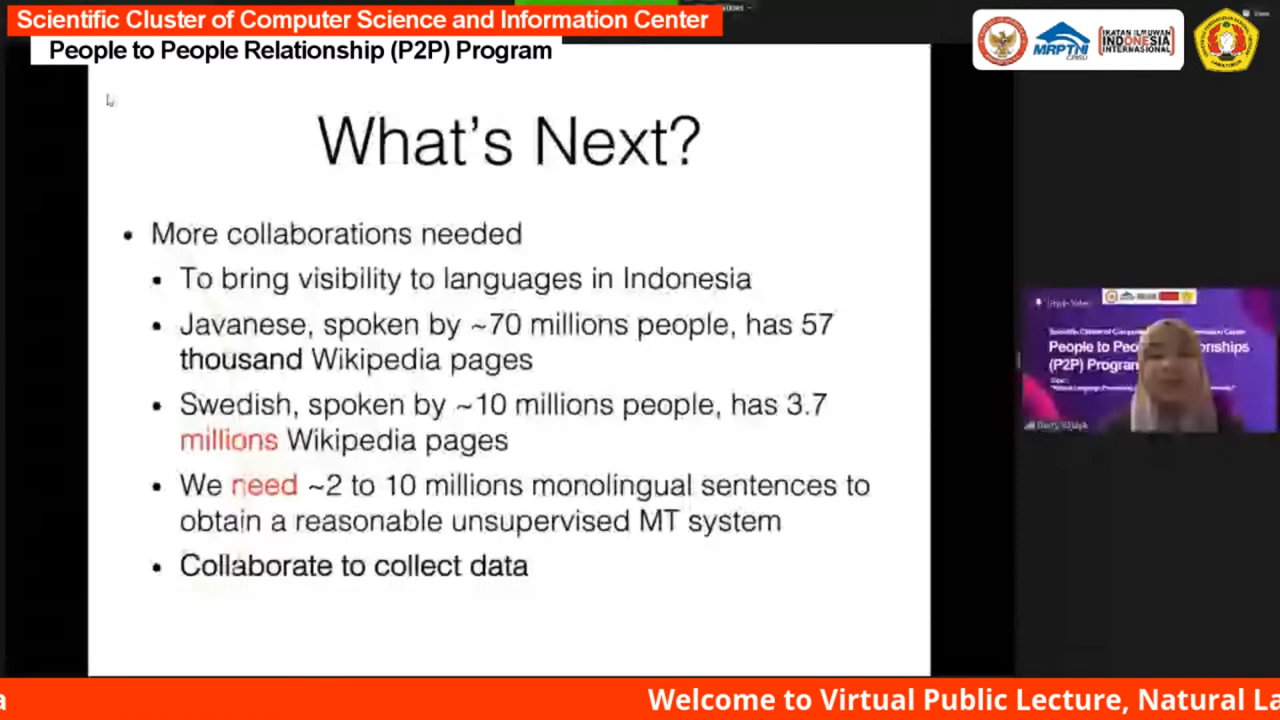 Scientific Cluster of Computer Science and Information Center
People to People Relationship (P2P) Program
MRPTNI
IKATAN ILMUWAN
INDONESIA
INTERNASIONAL
What's Next?
• More collaborations needed
• To bring visibility to languages in Indonesia
• Javanese, spoken by ~70 millions people, has 57
thousand Wikipedia pages
• Swedish, spoken by ~10 millions people, has 3.7
millions Wikipedia pages
• We need ~2 to 10 millions monolingual sentences to
obtain a reasonable unsupervised MT system
• Collaborate to collect data
People to Peo nships
(P2P) Program
a
Welcome to Virtual Public Lecture, Natural La